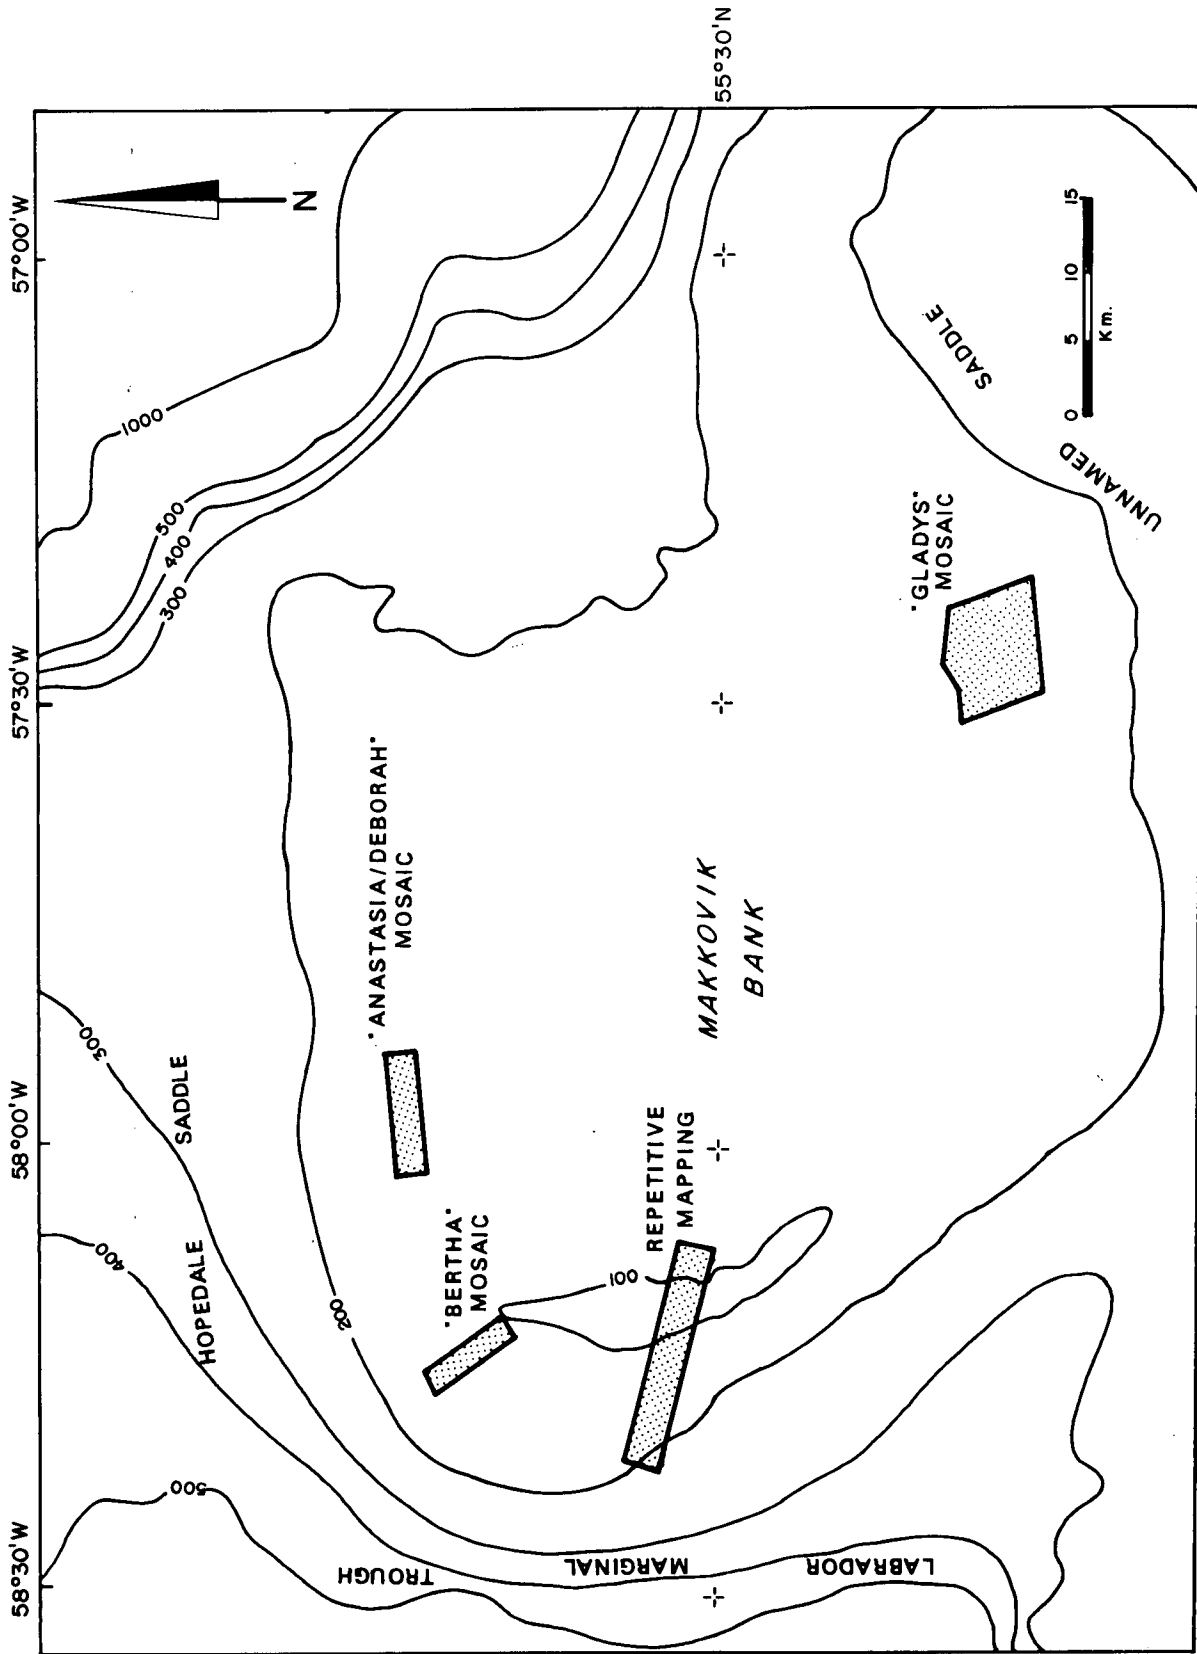 58°30'W
58°00'W
57°30'W
57°00'W
55°30'N
N
1000
500
400
300
300
400
500
200
100
HOPEDALE
SADDLE
"ANASTASIA/DEBORAH"
MOSAIC
"BERTHA"
MOSAIC
REPETITIVE
MAPPING
MAKKOVIK
BANK
"GLADYS"
MOSAIC
UNNAMED
SADDLE
LABRADOR
MARGINAL
TROUGH
0 5 10 15
Km.